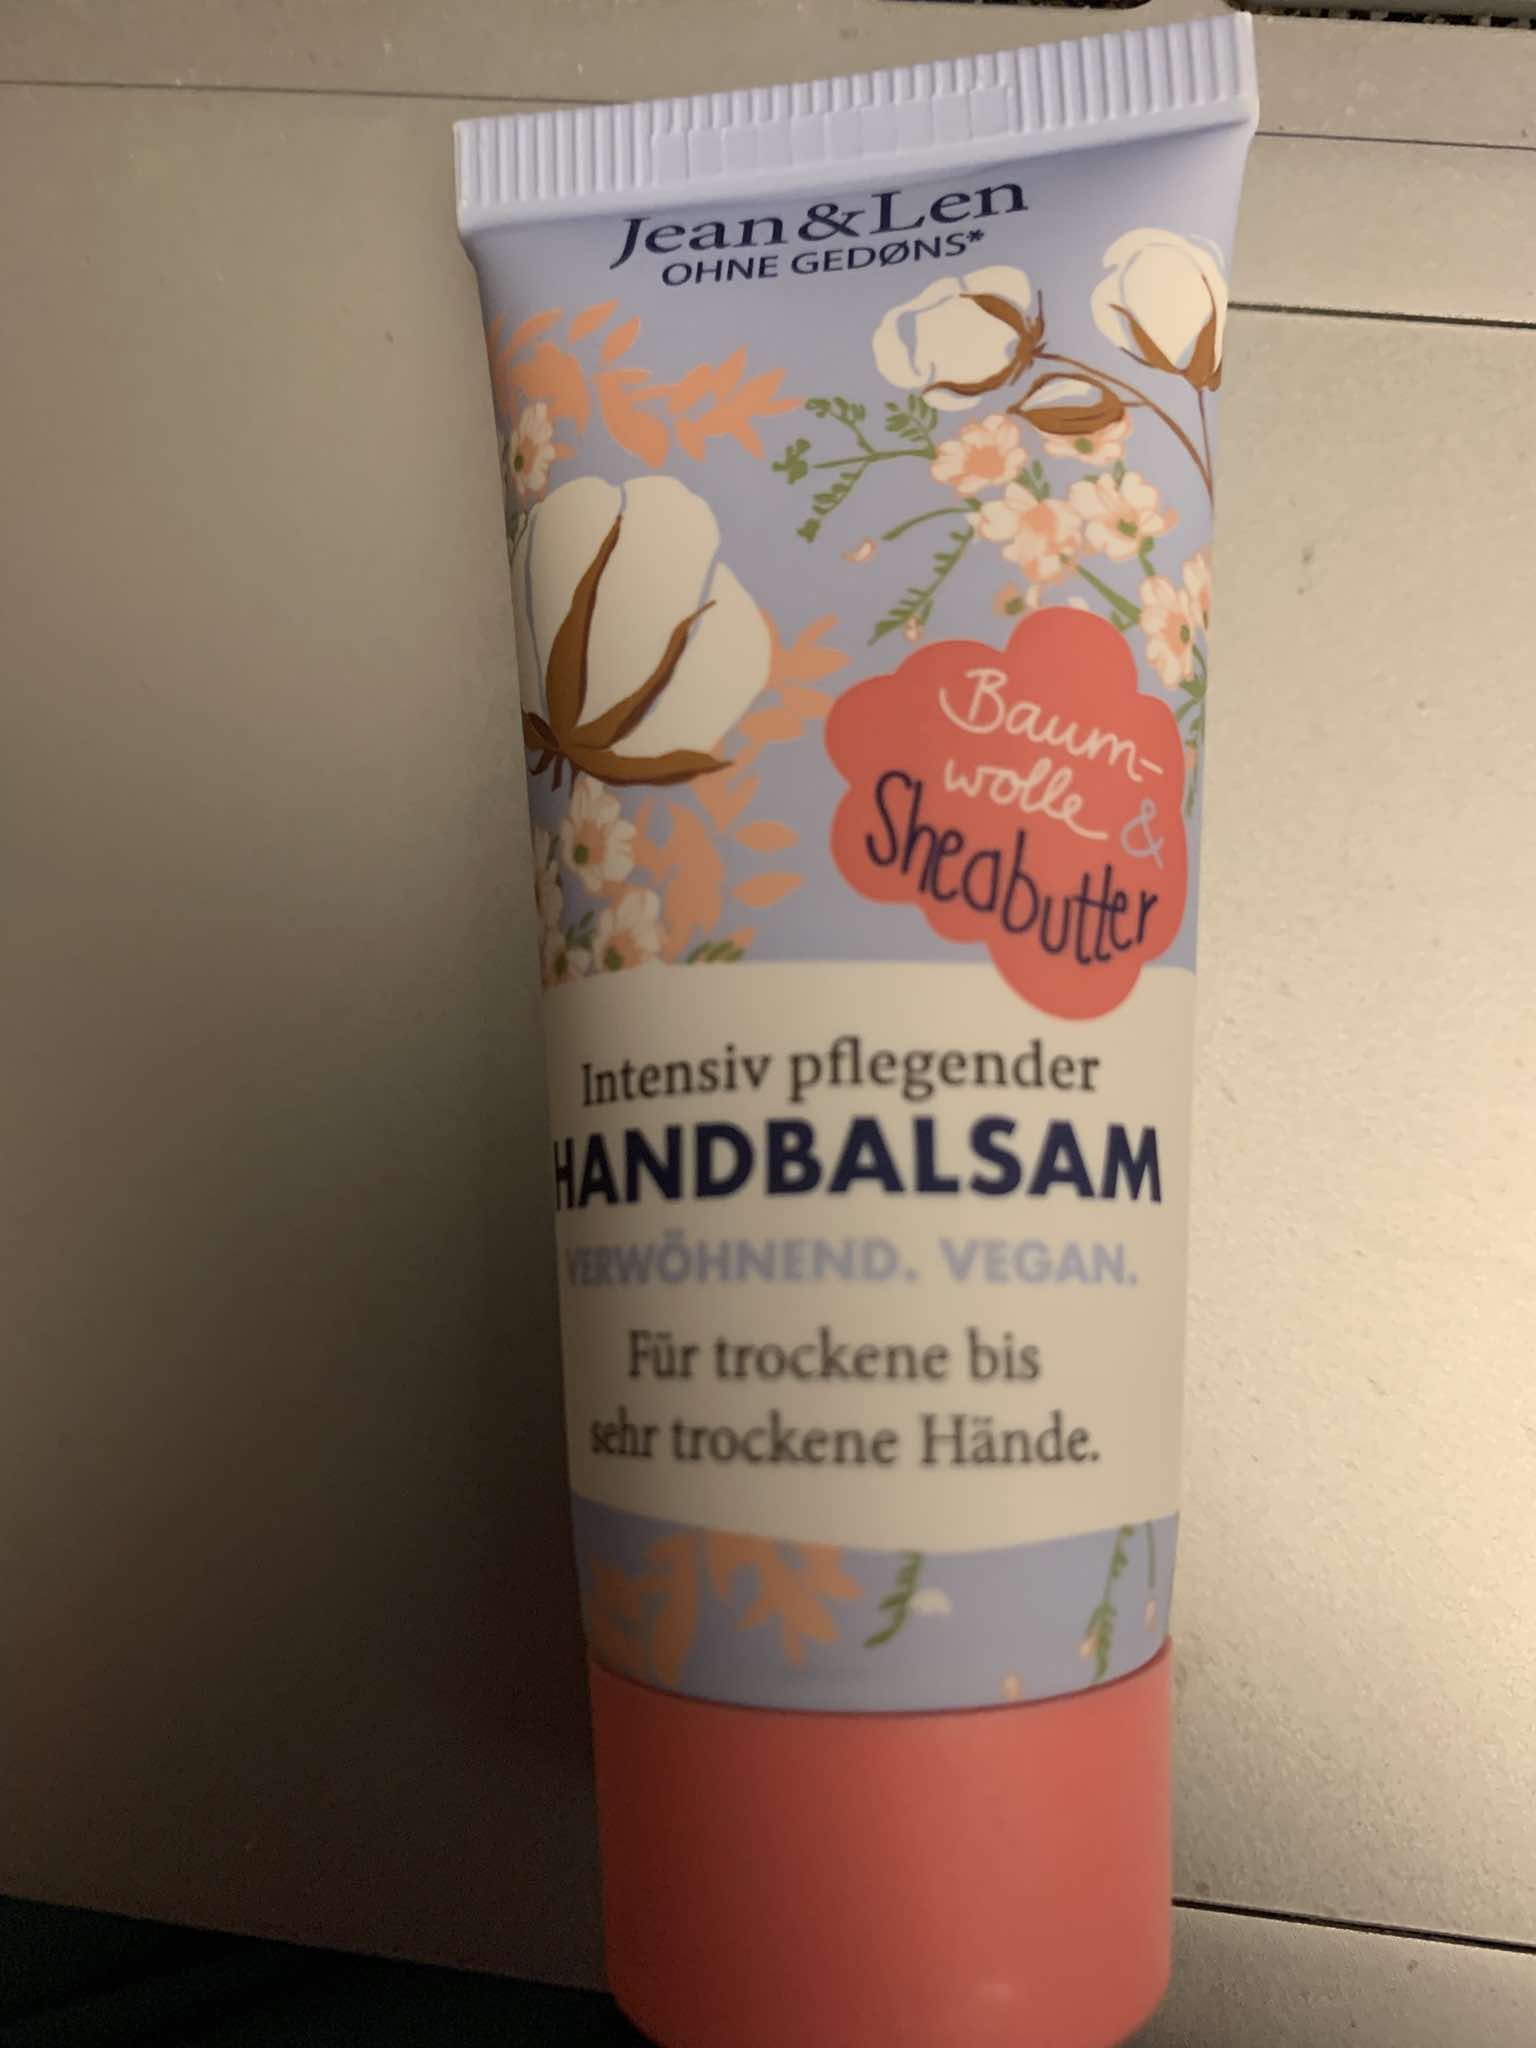 Jean&Len
OHNE GEDØNS*
Baum-
wolle &
Sheabutter
Intensiv pflegender
HANDBALSAM
VERWÖHNEND. VEGAN.
Für trockene bis
sehr trockene Hände.